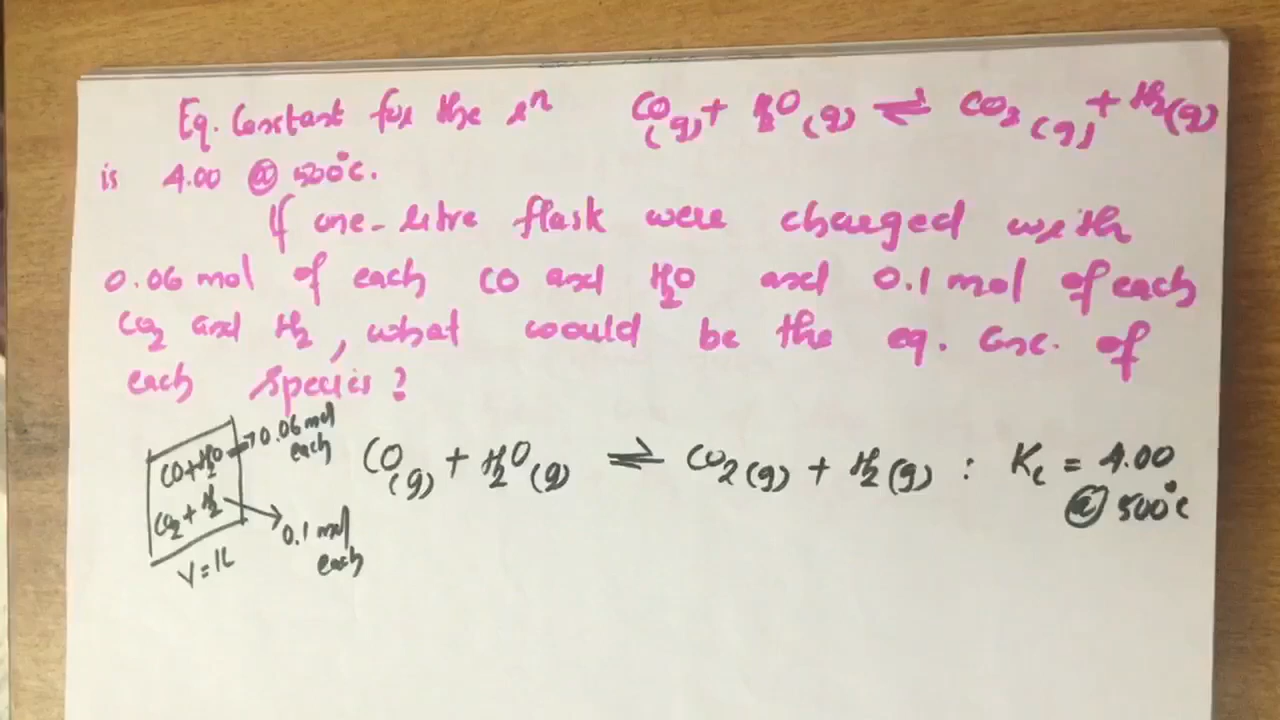 Eq. Constant for the rⁿ CO(g) + H₂O(g) ⇌ CO₂(g) + H₂(g)
is 4.00 @ 500°C.
If one-litre flask were charged with
0.06 mol of each CO and H₂O and 0.1 mol of each
CO₂ and H₂, what would be the eq. conc. of
each species?
CO+H₂O → 0.06 mol each
CO₂+H₂ → 0.1 mol each
V=1L
CO(g) + H₂O(g) ⇌ CO₂(g) + H₂(g) : Kc = 4.00
@ 500°C